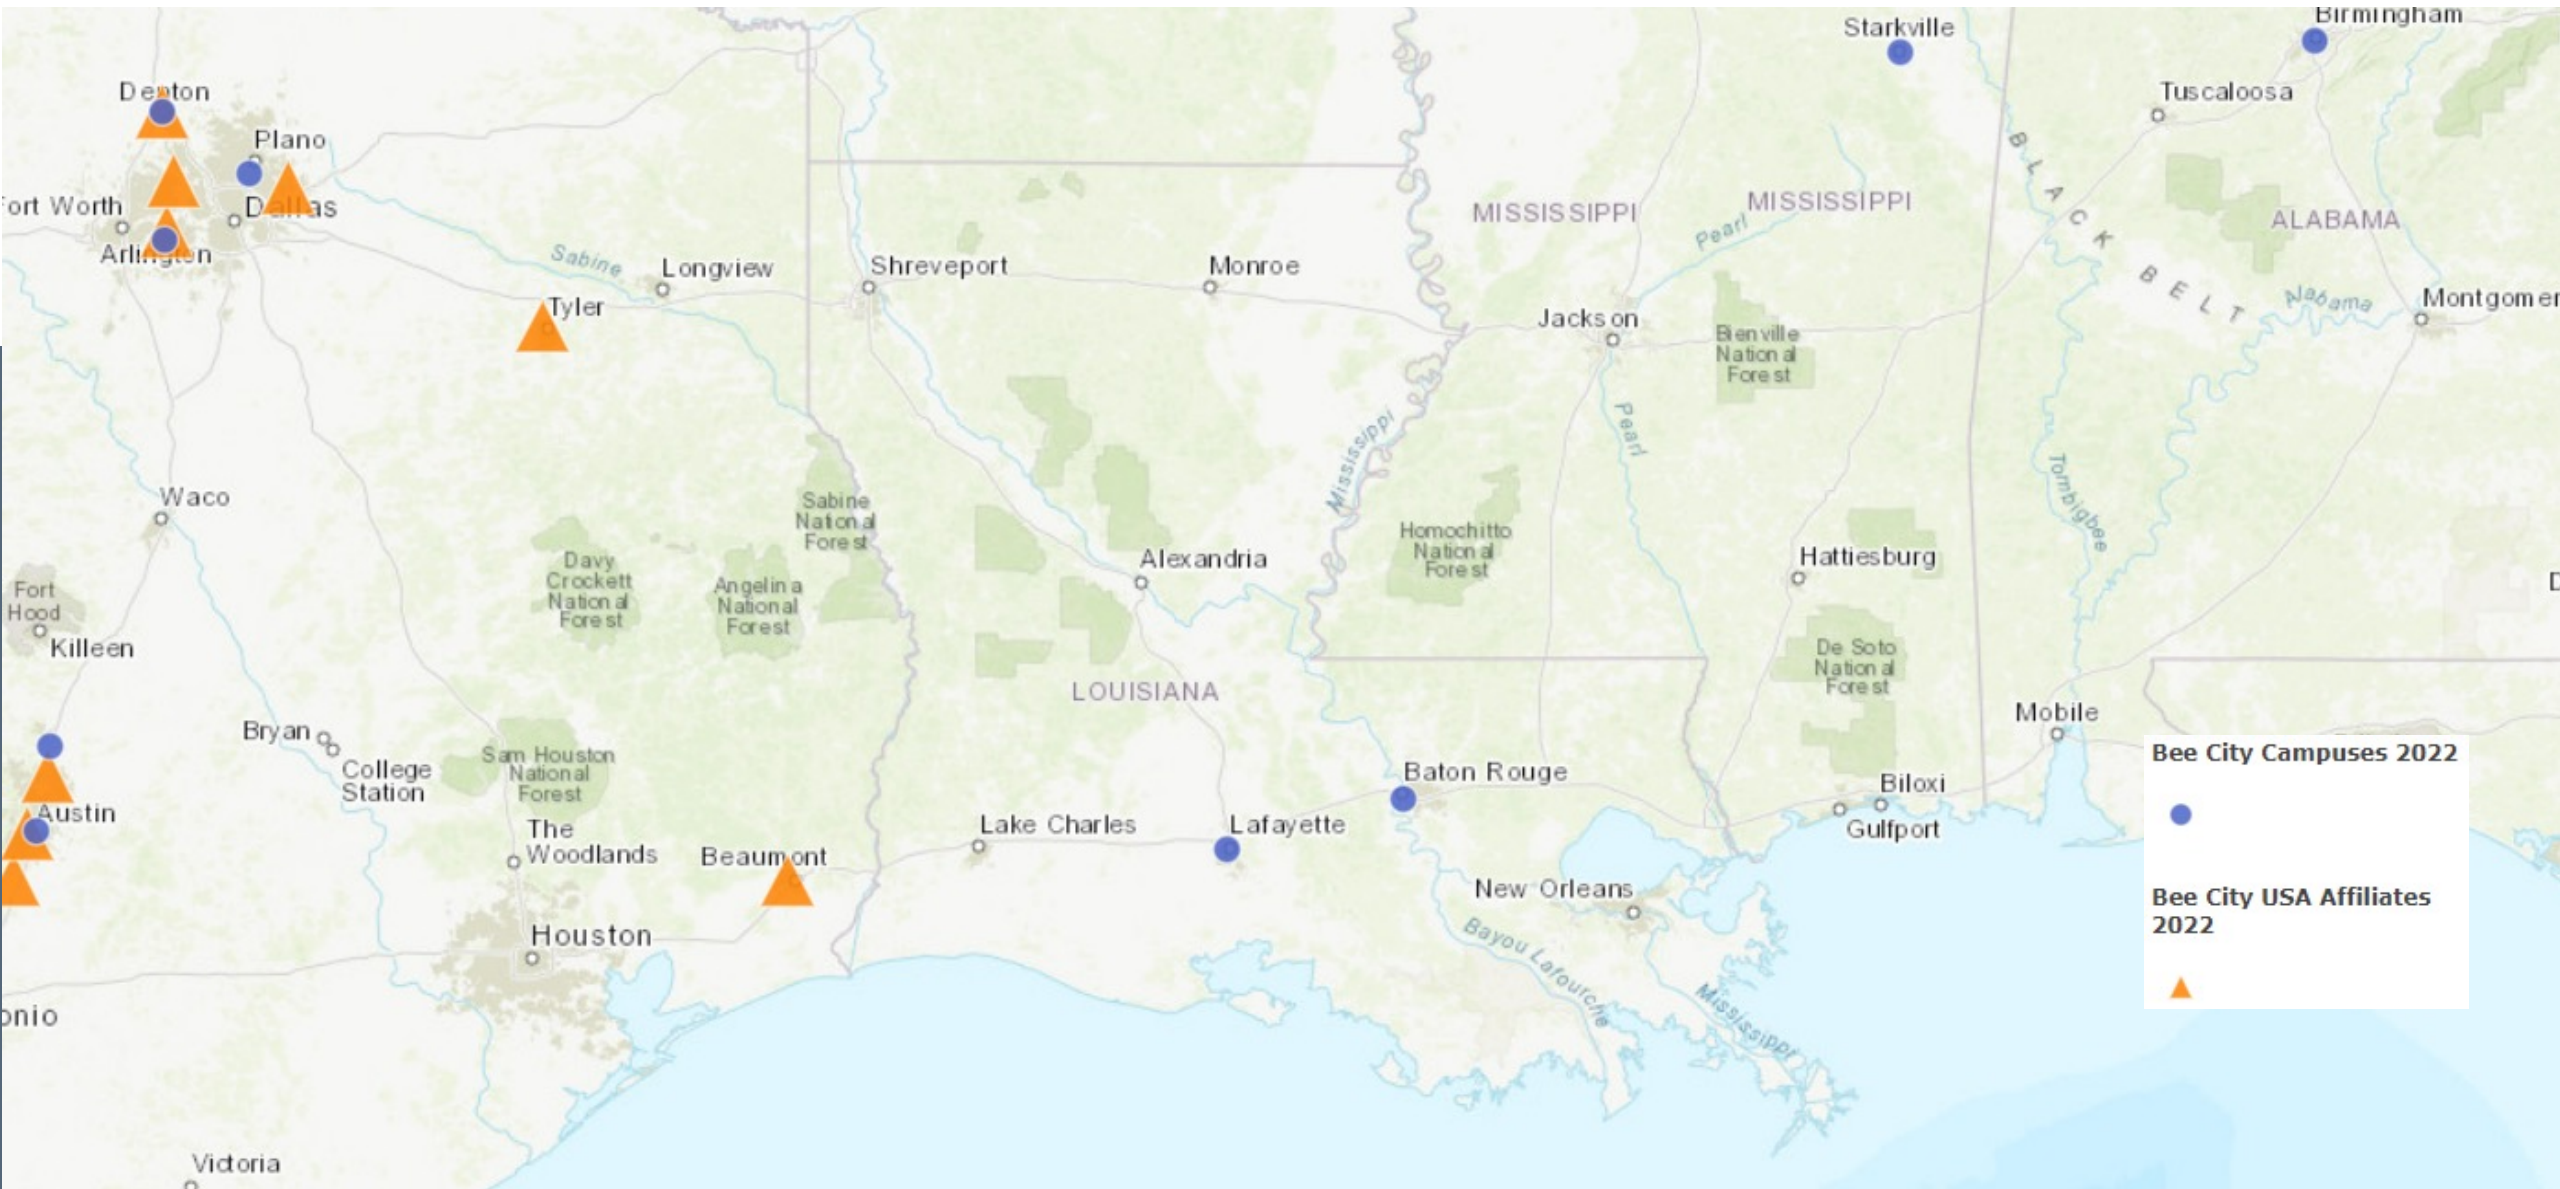 Birmingham
Starkville
Denton
Tuscaloosa
Plano
Fort Worth
Dallas
MISSISSIPPI
MISSISSIPPI
Pearl
BLACK BELT
ALABAMA
Arlington
Sabine
Longview
Shreveport
Monroe
Tyler
Jackson
Bienville
National
Forest
Alabama
Montgomer
Mississippi
Pearl
Waco
Sabine
National
Forest
Tombigbee
Homochitto
National
Forest
Alexandria
Hattiesburg
Davy
Crockett
National
Forest
Angelina
National
Forest
Fort
Hood
D
Killeen
De Soto
National
Forest
LOUISIANA
Mobile
Bryan
College
Station
Sam Houston
National
Forest
Baton Rouge
Biloxi
Gulfport
Austin
The
Woodlands
Beaumont
Lake Charles
Lafayette
New Orleans
Houston
Bayou Lafourche
Mississippi
onio
Victoria
Bee City Campuses 2022
Bee City USA Affiliates
2022